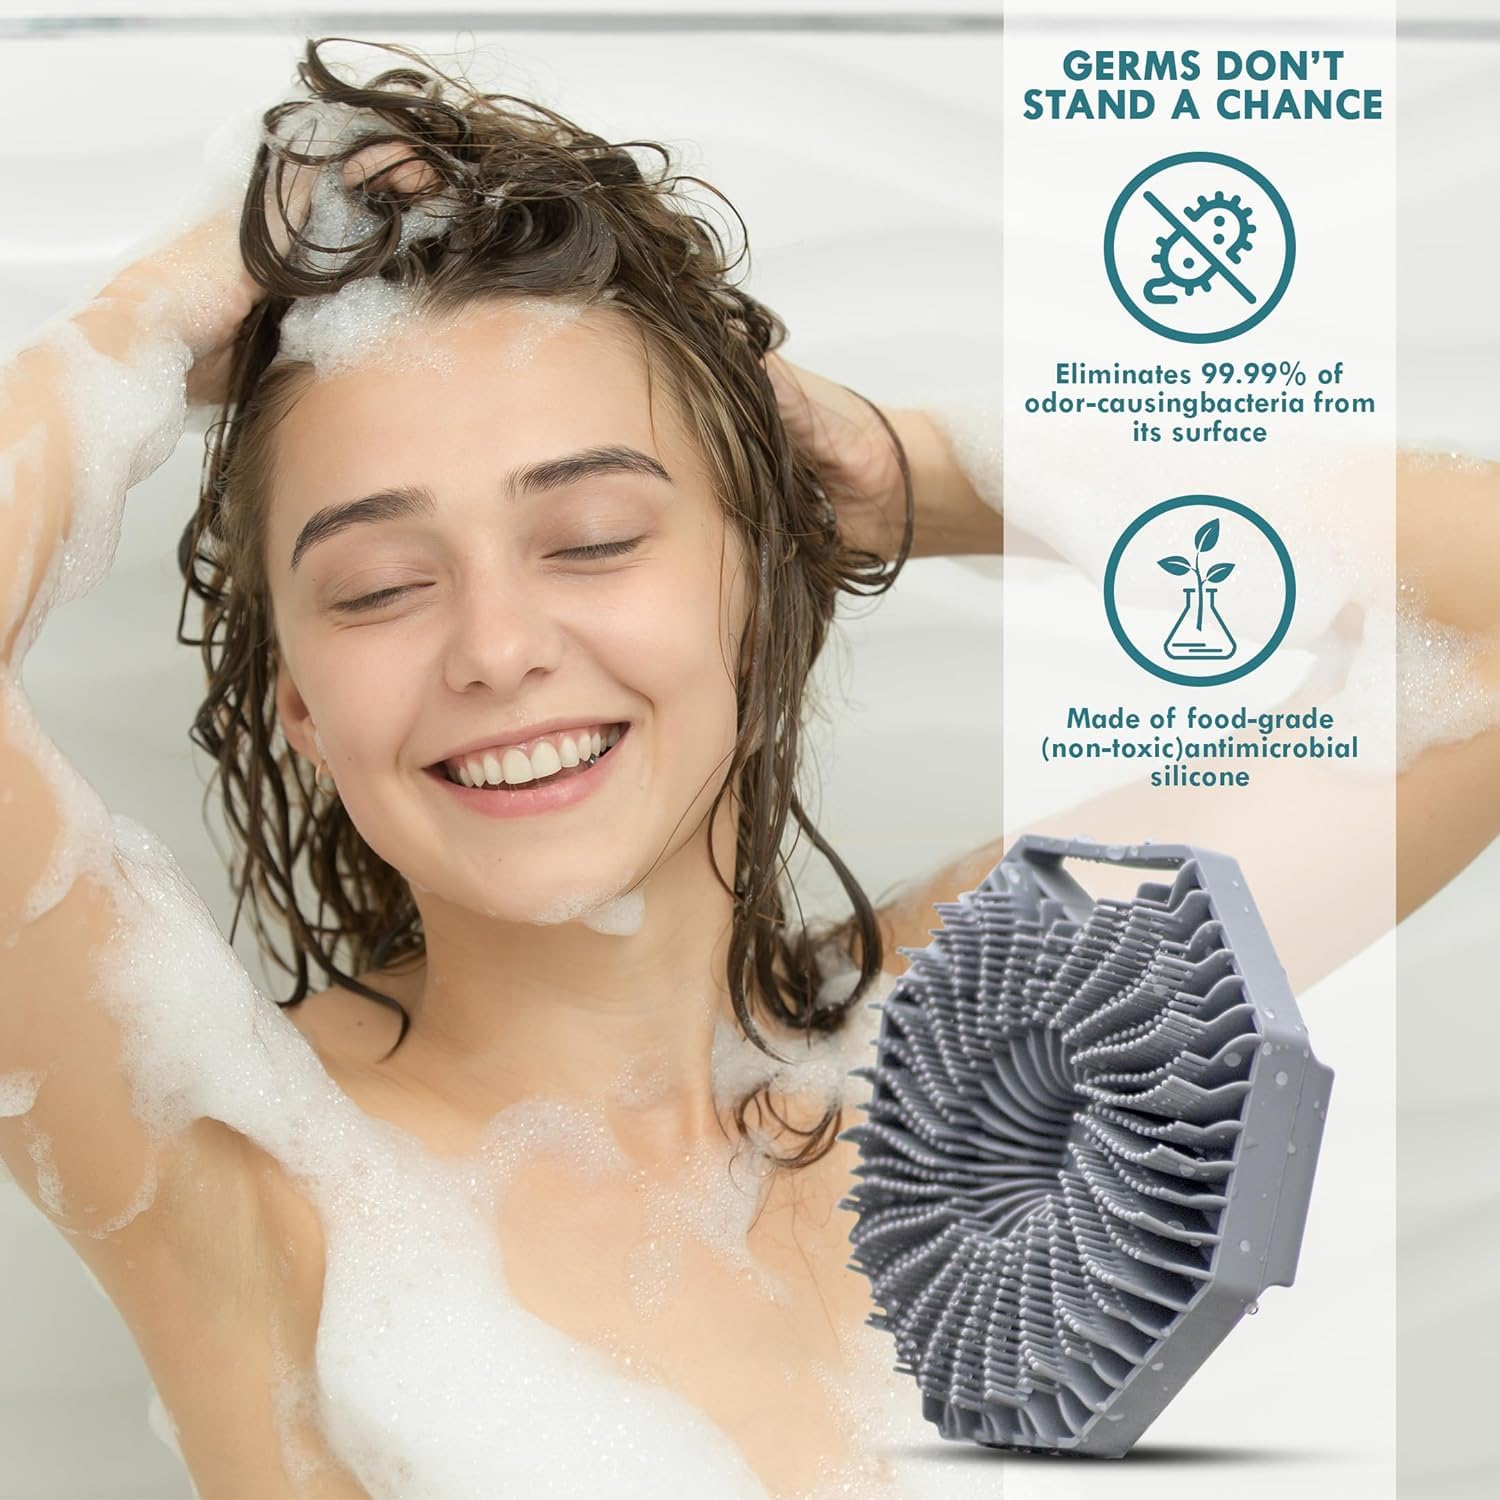 GERMS DON'T
STAND A CHANCE
Eliminates 99.99% of
odor-causingbacteria from
its surface
Made of food-grade
(non-toxic)antimicrobial
silicone